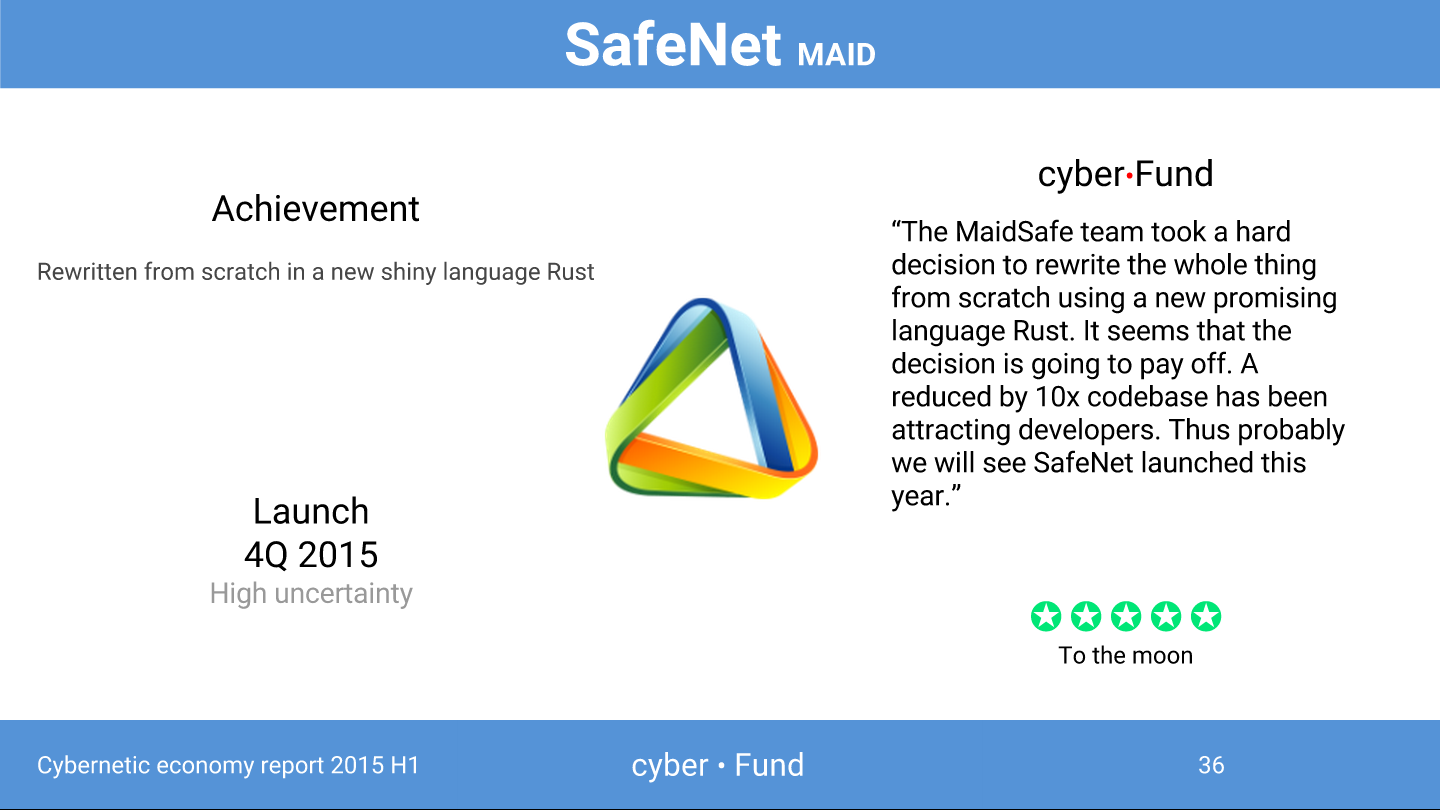 SafeNet MAID
Achievement
Rewritten from scratch in a new shiny language Rust
Launch
4Q 2015
High uncertainty
cyber•Fund
“The MaidSafe team took a hard
decision to rewrite the whole thing
from scratch using a new promising
language Rust. It seems that the
decision is going to pay off. A
reduced by 10x codebase has been
attracting developers. Thus probably
we will see SafeNet launched this
year.”
To the moon
Cybernetic economy report 2015 H1
cyber • Fund
36